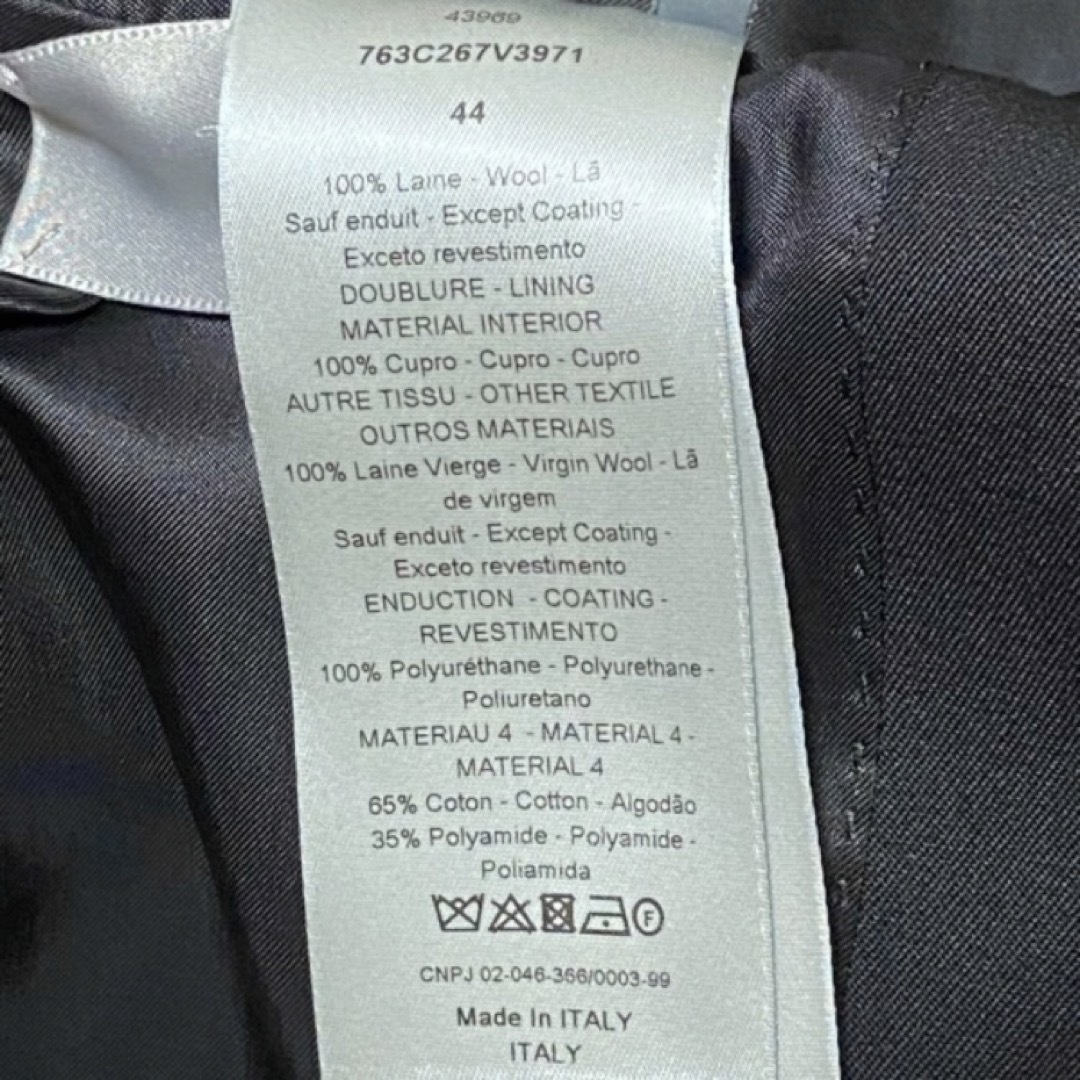 43969
763C267V3971
44
100% Laine - Wool - Lã
Sauf enduit - Except Coating -
Exceto revestimento
DOUBLURE - LINING
MATERIAL INTERIOR
100% Cupro - Cupro - Cupro
AUTRE TISSU - OTHER TEXTILE
OUTROS MATERIAIS
100% Laine Vierge - Virgin Wool - Lã
de virgem
Sauf enduit - Except Coating -
Exceto revestimento
ENDUCTION - COATING -
REVESTIMENTO
100% Polyuréthane - Polyurethane -
Poliuretano
MATERIAU 4 - MATERIAL 4 -
MATERIAL 4
65% Coton - Cotton - Algodão
35% Polyamide - Polyamide -
Poliamida
F
CNPJ 02-046-366/0003-99
Made In ITALY
ITALY